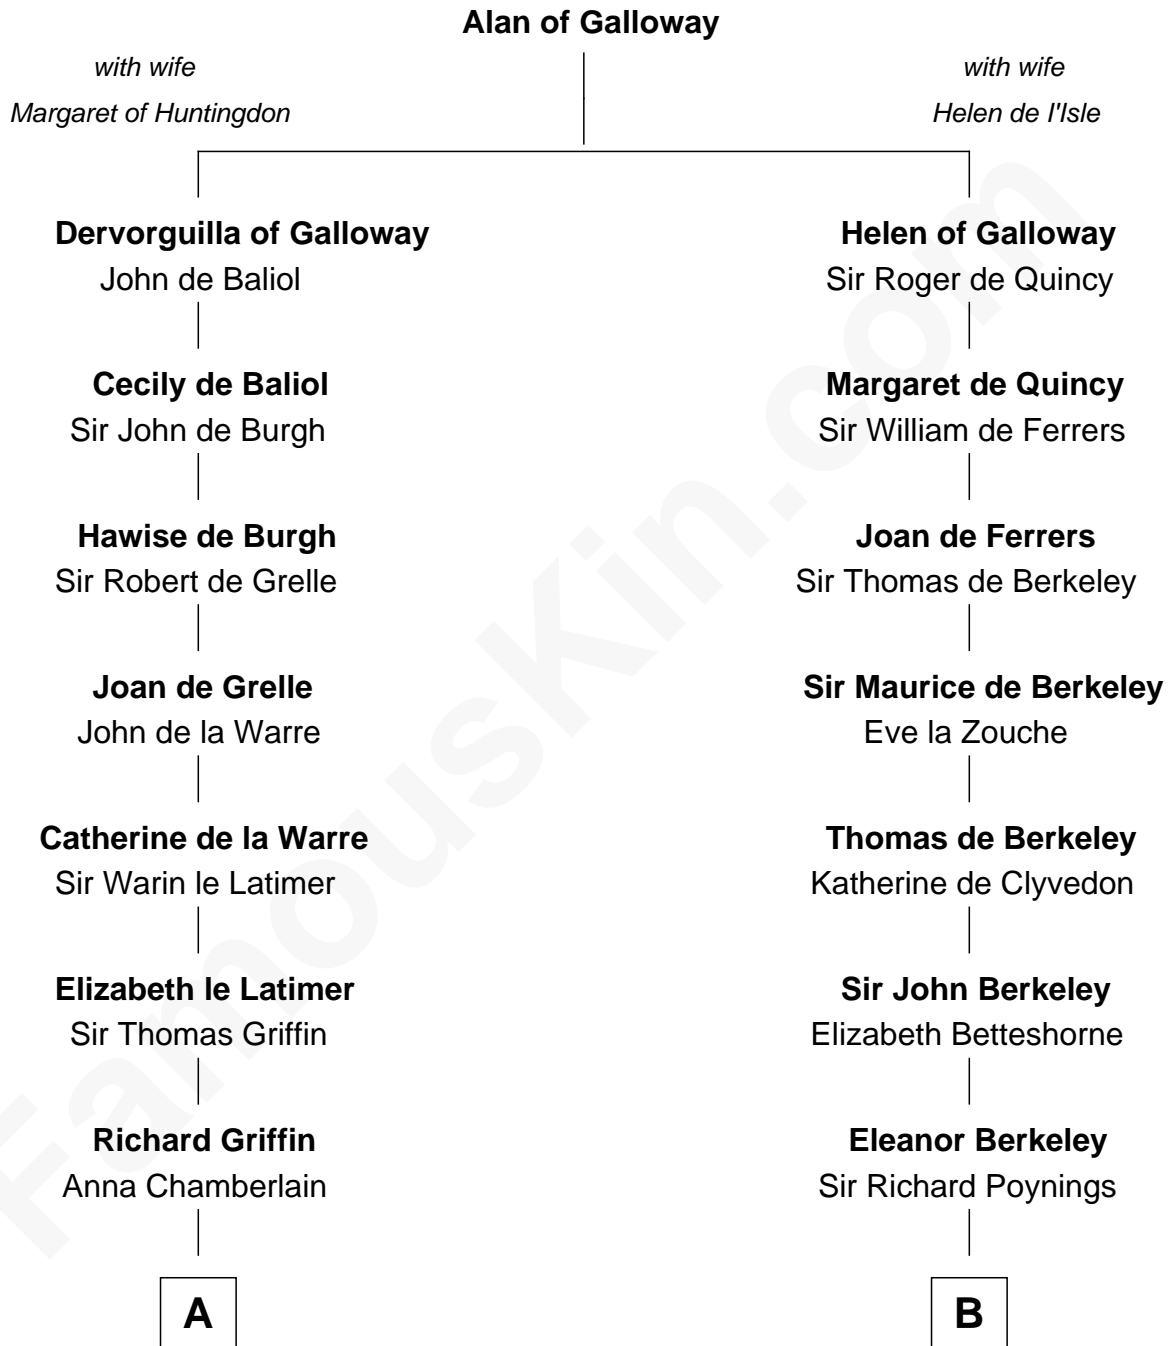 Alan of Galloway
with wife
Margaret of Huntingdon
with wife
Helen de l'Isle
Dervorguilla of Galloway
John de Baliol
Helen of Galloway
Sir Roger de Quincy
Cecily de Baliol
Sir John de Burgh
Margaret de Quincy
Sir William de Ferrers
Hawise de Burgh
Sir Robert de Grelle
Joan de Ferrers
Sir Thomas de Berkeley
Joan de Grelle
John de la Warre
Sir Maurice de Berkeley
Eve la Zouche
Catherine de la Warre
Sir Warin le Latimer
Thomas de Berkeley
Katherine de Clyvedon
Elizabeth le Latimer
Sir Thomas Griffin
Sir John Berkeley
Elizabeth Betteshorne
Richard Griffin
Anna Chamberlain
Eleanor Berkeley
Sir Richard Poynings
A
B
FamousKin.com